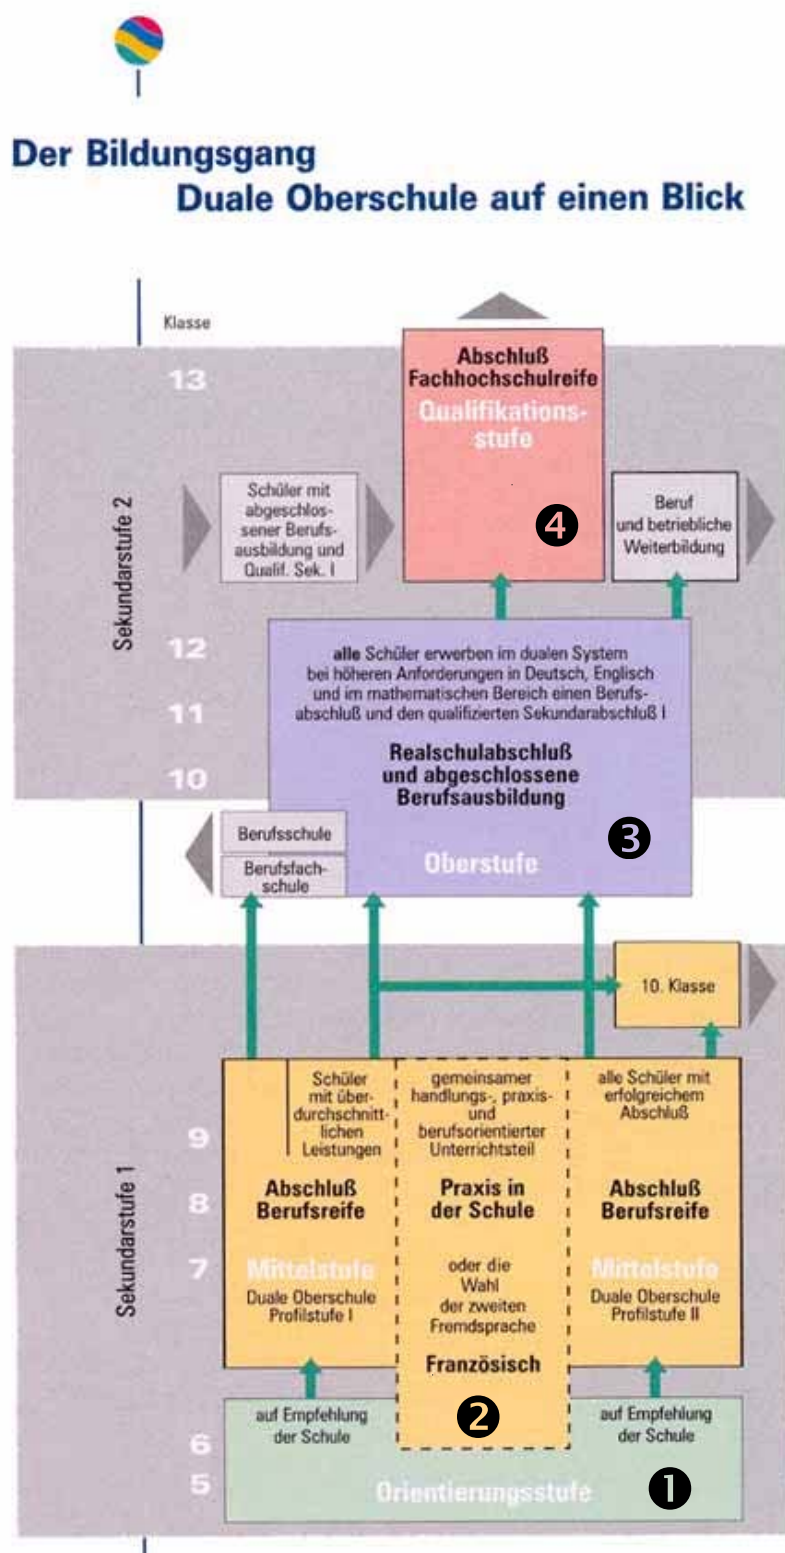 Der Bildungsgang
Duale Oberschule auf einen Blick
Klasse
13
Abschluß
Fachhochschulreife
Qualifikations-
stufe
4
Sekundarstufe 2
Schüler mit
abgeschlos-
sener Berufs-
ausbildung und
Qualif. Sek. I
Beruf
und betriebliche
Weiterbildung
12
11
10
alle Schüler erwerben im dualen System
bei höheren Anforderungen in Deutsch, Englisch
und im mathematischen Bereich einen Berufs-
abschluß und den qualifizierten Sekundarabschluß I
Realschulabschluß
und abgeschlossene
Berufsausbildung
3
Oberstufe
Berufsschule
Berufsfach-
schule
10. Klasse
Sekundarstufe 1
9
8
7
Schüler
mit über-
durchschnitt-
lichen
Leistungen
Abschluß
Berufsreife
Mittelstufe
Duale Oberschule
Profilstufe I
gemeinsamer
handlungs-, praxis-
und
berufsorientierter
Unterrichtsteil
Praxis in
der Schule
oder die
Wahl
der zweiten
Fremdsprache
Französisch
2
alle Schüler mit
erfolgreichem
Abschluß
Abschluß
Berufsreife
Mittelstufe
Duale Oberschule
Profilstufe II
6
5
auf Empfehlung
der Schule
auf Empfehlung
der Schule
Orientierungsstufe
1